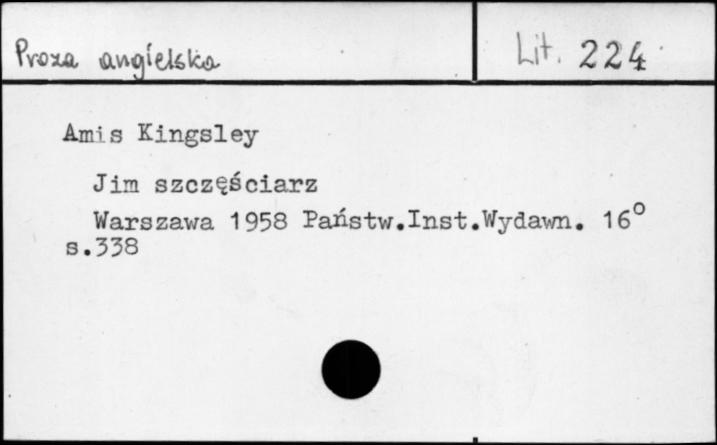 Proza angielska
Lit. 224
Amis Kingsley
Jim szczęściarz
Warszawa 1958 Państw.Inst.Wydawn. 16°
s.338